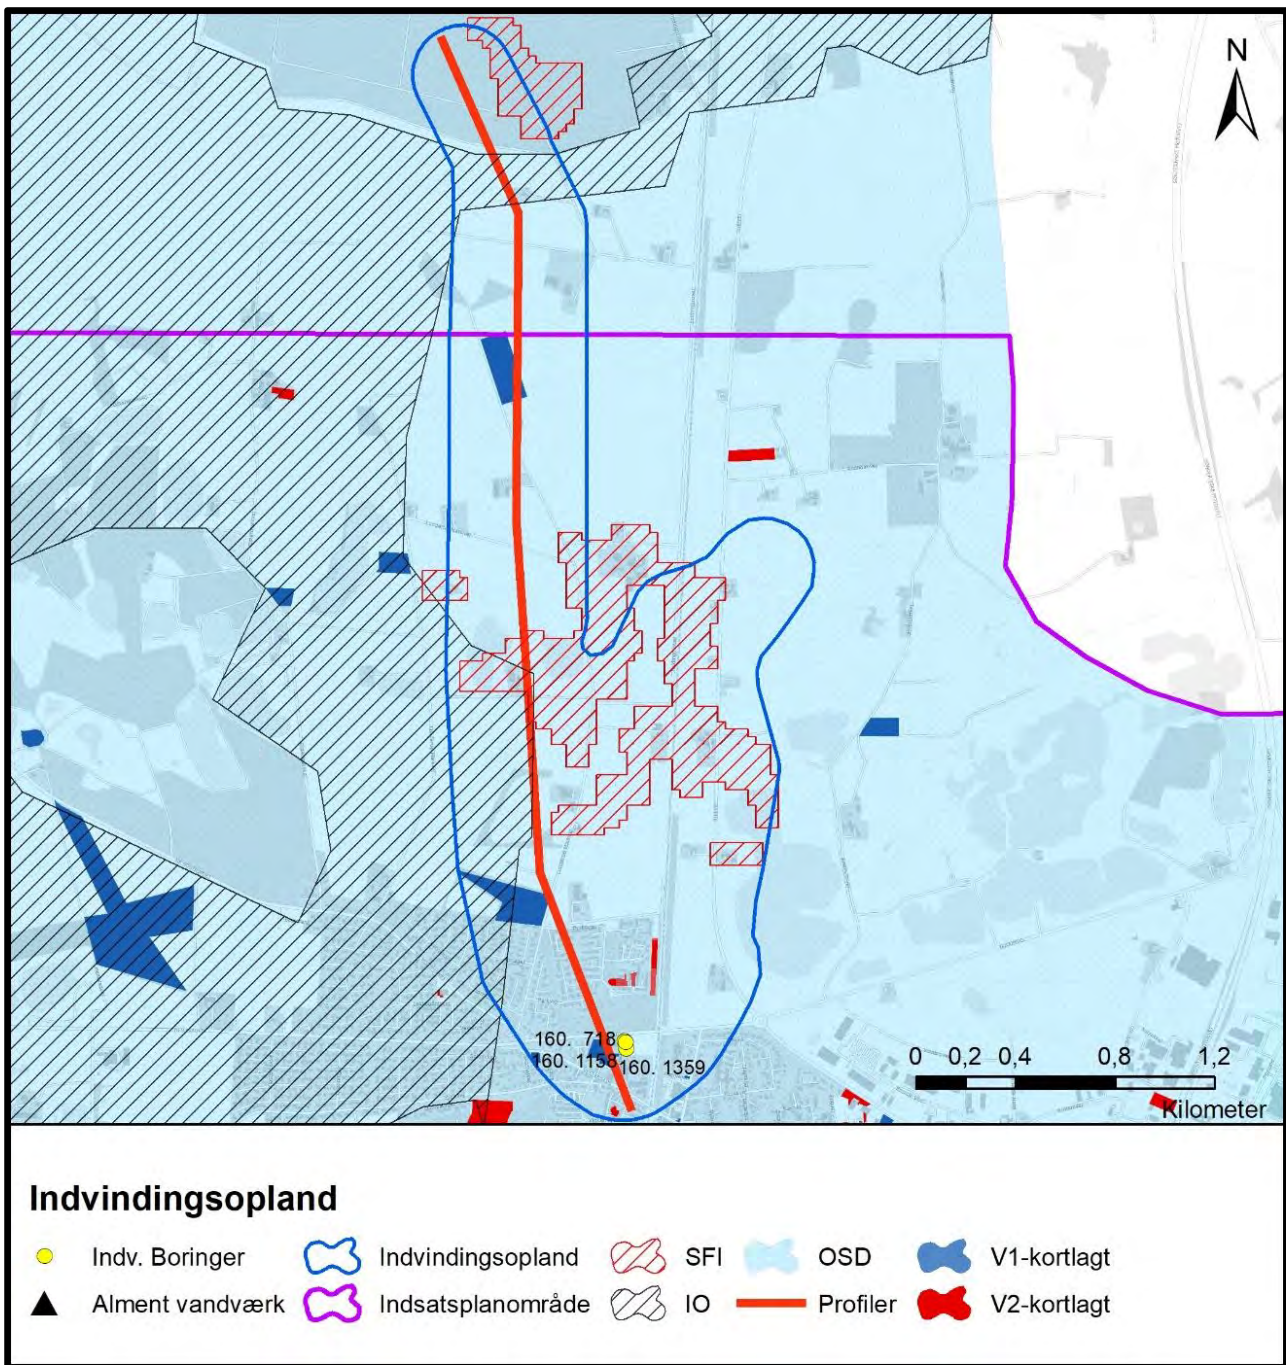 N
160. 718
160. 1158
160. 1359
0 0,2 0,4 0,8 1,2
Kilometer
Indvindingsopland
Indv. Boringer Indvindingsopland SFI OSD V1-kortlagt
Alment vandværk Indsatsplanområde IO Profiler V2-kortlagt